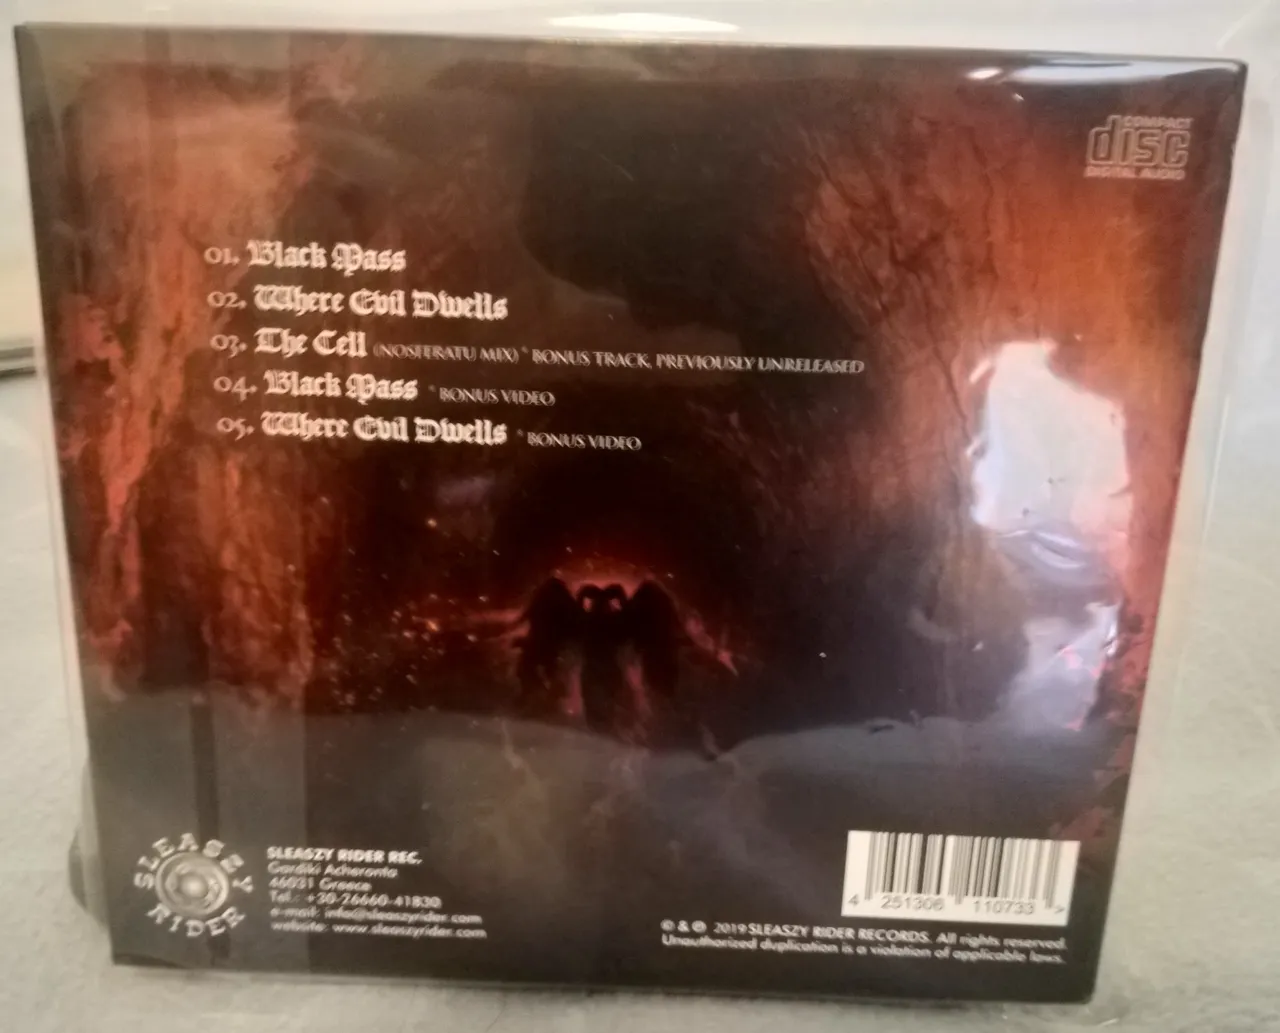 COMPACT
disc
DIGITAL AUDIO
01. Black Mass
02. Where Evil Dwells
03. The Cell (NOSFERATU MIX) * BONUS TRACK, PREVIOUSLY UNRELEASED
04. Black Mass * BONUS VIDEO
05. Where Evil Dwells * BONUS VIDEO
SLEASZY RIDER
SLEASZY RIDER REC.
Gardiki Acheronta
46031 Greece
Tel.: +30-26660-41830
e-mail: info@sleaszyrider.com
website: www.sleaszyrider.com
4 251306 110733 >
© & ℗ 2019 SLEASZY RIDER RECORDS. All rights reserved.
Unauthorized duplication is a violation of applicable laws.